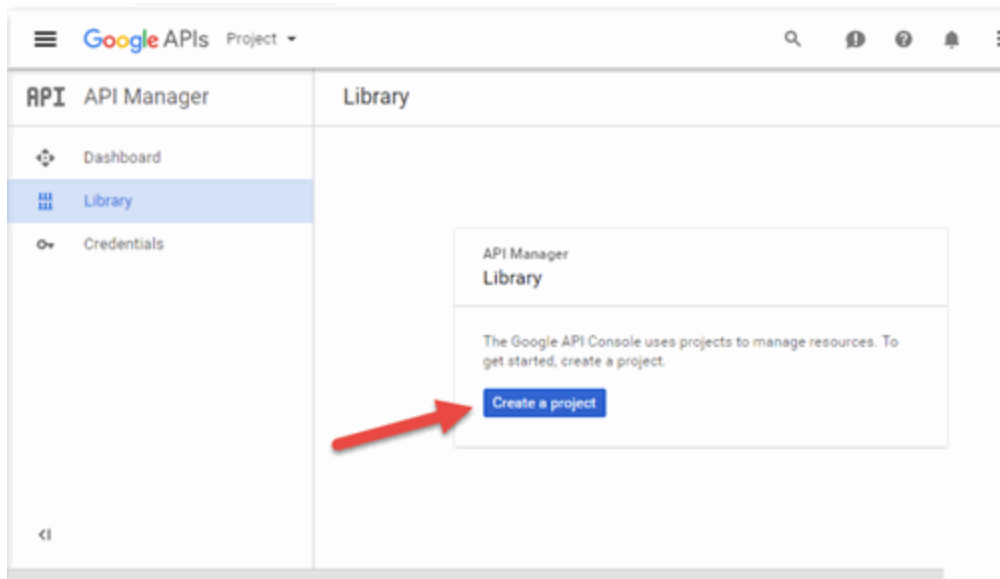 Google APIs Project
API API Manager
Library
Dashboard
Library
Credentials
API Manager
Library
The Google API Console uses projects to manage resources. To
get started, create a project.
Create a project